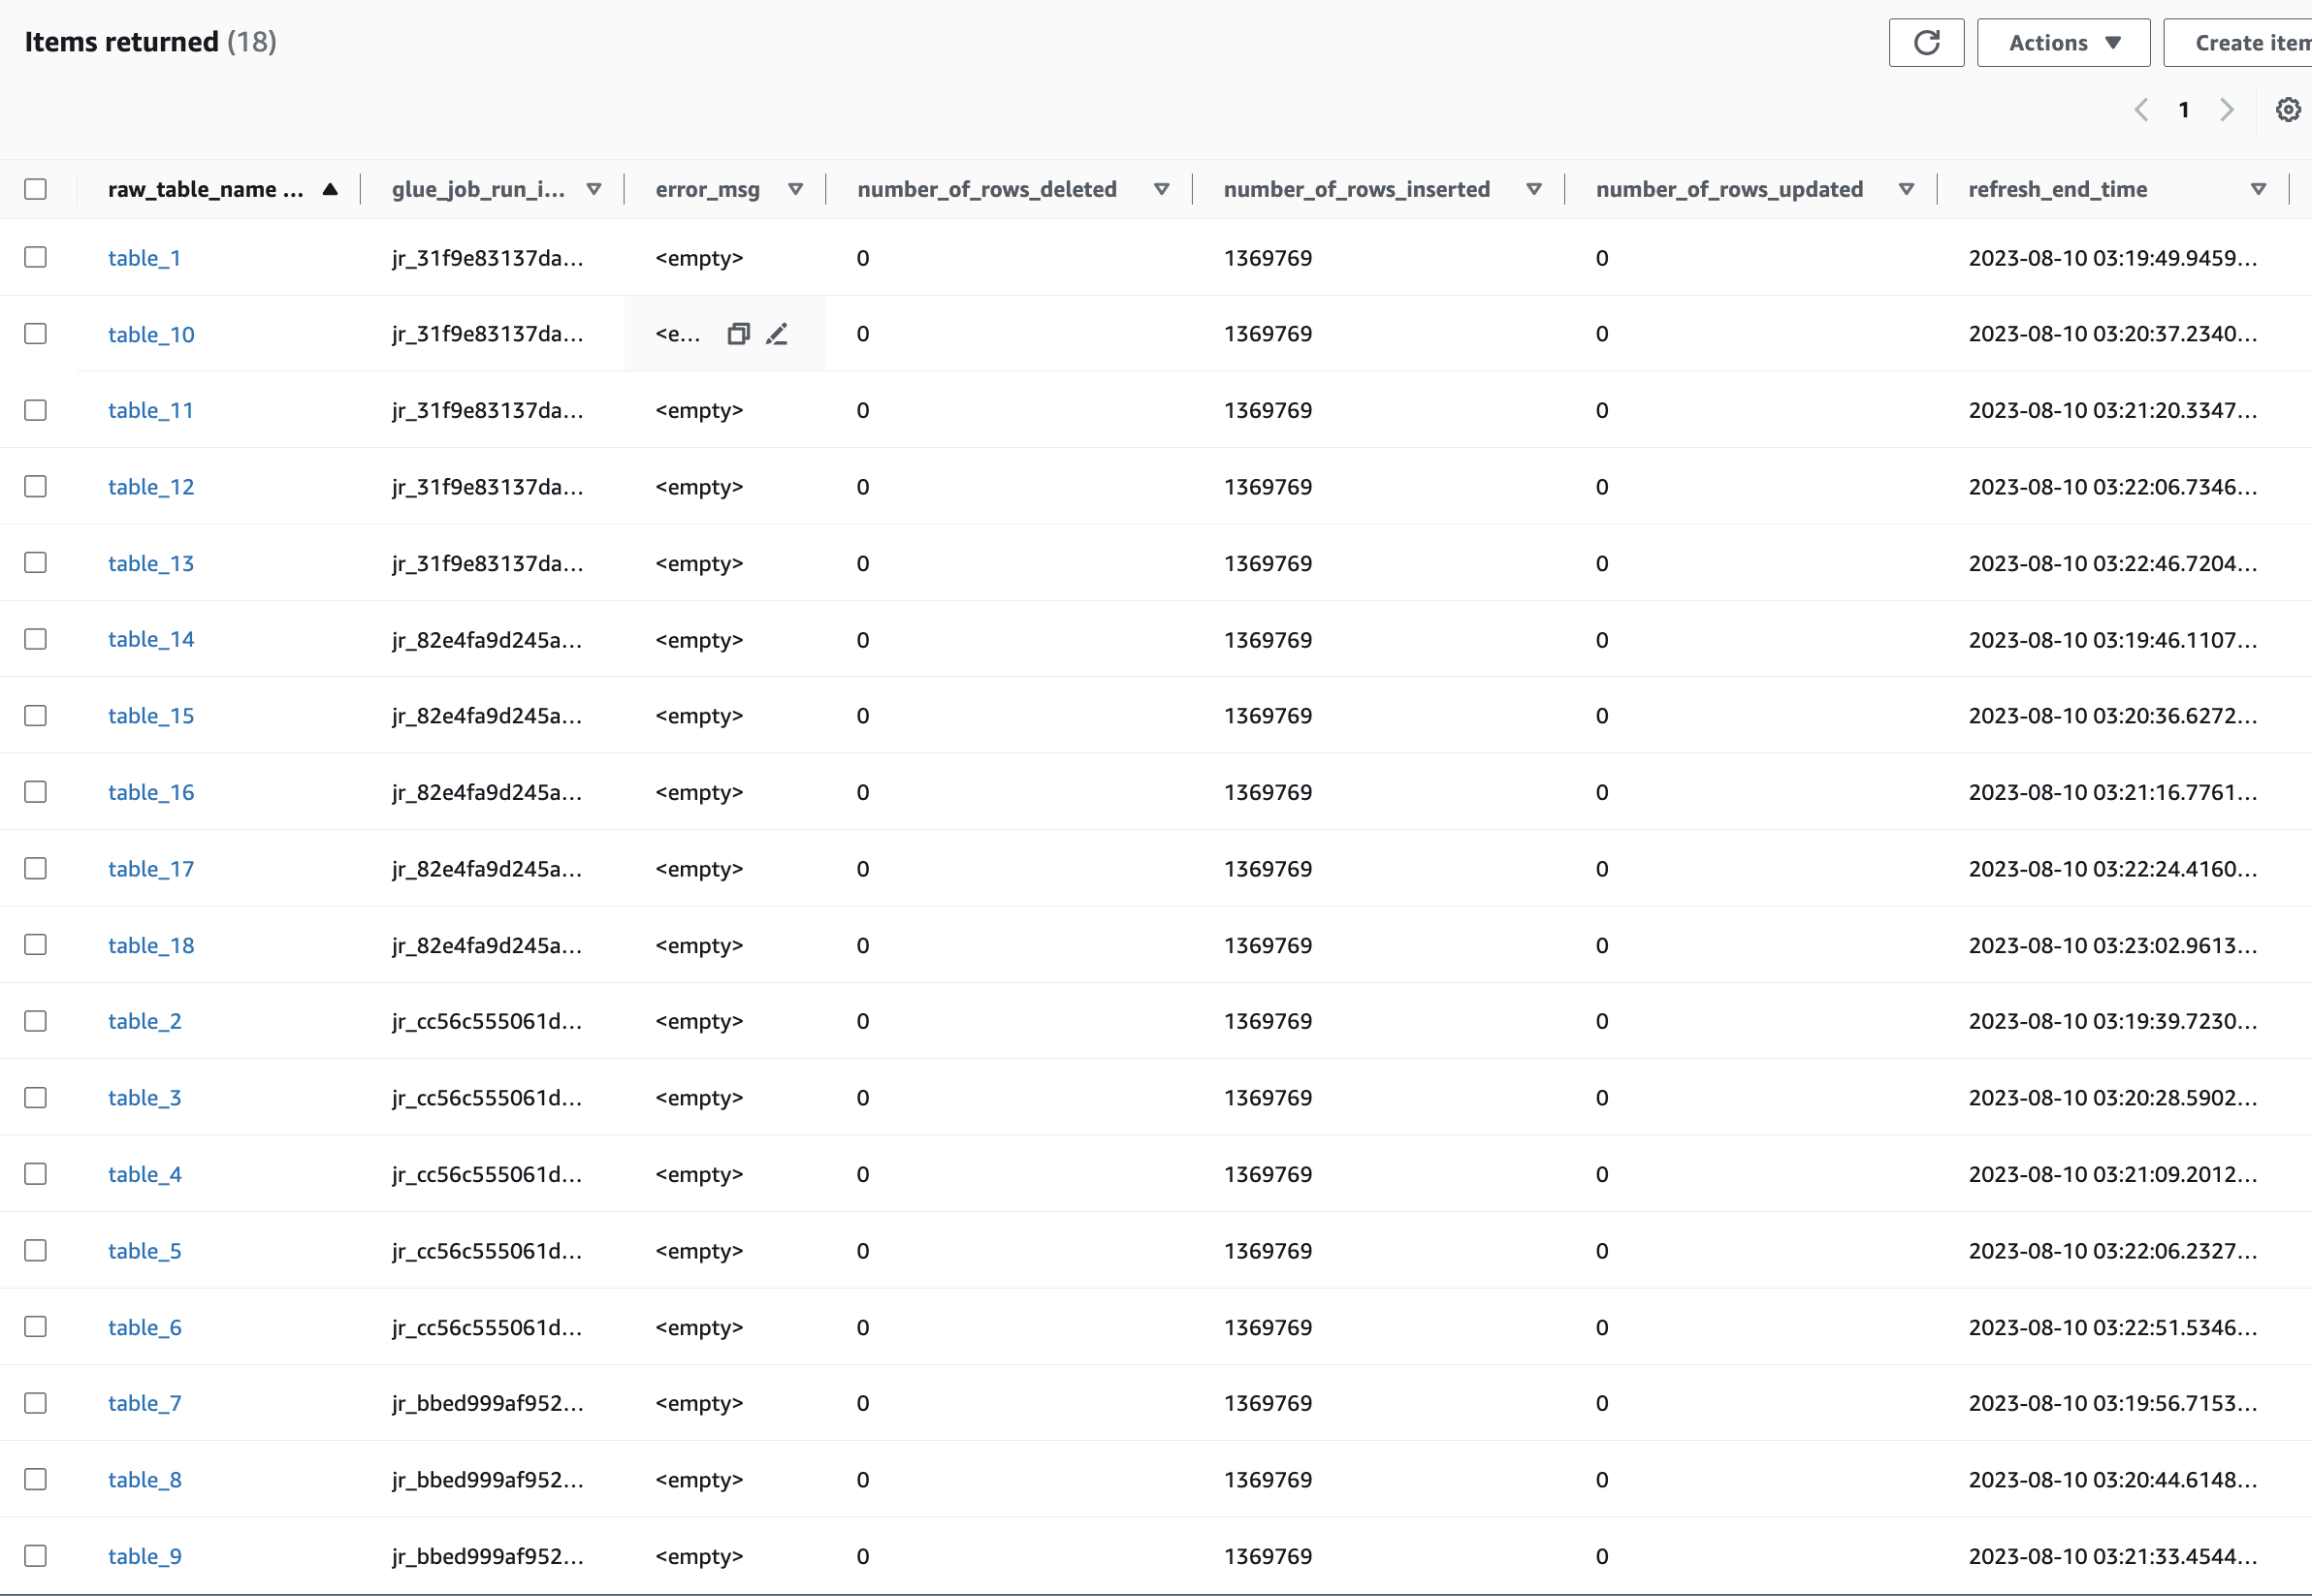 Items returned (18)
Actions
Create item
1
raw_table_name ... glue_job_run_i... error_msg number_of_rows_deleted number_of_rows_inserted number_of_rows_updated refresh_end_time
table_1 jr_31f9e83137da... <empty> 0 1369769 0 2023-08-10 03:19:49.9459...
table_10 jr_31f9e83137da... <e... 0 1369769 0 2023-08-10 03:20:37.2340...
table_11 jr_31f9e83137da... <empty> 0 1369769 0 2023-08-10 03:21:20.3347...
table_12 jr_31f9e83137da... <empty> 0 1369769 0 2023-08-10 03:22:06.7346...
table_13 jr_31f9e83137da... <empty> 0 1369769 0 2023-08-10 03:22:46.7204...
table_14 jr_82e4fa9d245a... <empty> 0 1369769 0 2023-08-10 03:19:46.1107...
table_15 jr_82e4fa9d245a... <empty> 0 1369769 0 2023-08-10 03:20:36.6272...
table_16 jr_82e4fa9d245a... <empty> 0 1369769 0 2023-08-10 03:21:16.7761...
table_17 jr_82e4fa9d245a... <empty> 0 1369769 0 2023-08-10 03:22:24.4160...
table_18 jr_82e4fa9d245a... <empty> 0 1369769 0 2023-08-10 03:23:02.9613...
table_2 jr_cc56c555061d... <empty> 0 1369769 0 2023-08-10 03:19:39.7230...
table_3 jr_cc56c555061d... <empty> 0 1369769 0 2023-08-10 03:20:28.5902...
table_4 jr_cc56c555061d... <empty> 0 1369769 0 2023-08-10 03:21:09.2012...
table_5 jr_cc56c555061d... <empty> 0 1369769 0 2023-08-10 03:22:06.2327...
table_6 jr_cc56c555061d... <empty> 0 1369769 0 2023-08-10 03:22:51.5346...
table_7 jr_bbed999af952... <empty> 0 1369769 0 2023-08-10 03:19:56.7153...
table_8 jr_bbed999af952... <empty> 0 1369769 0 2023-08-10 03:20:44.6148...
table_9 jr_bbed999af952... <empty> 0 1369769 0 2023-08-10 03:21:33.4544...